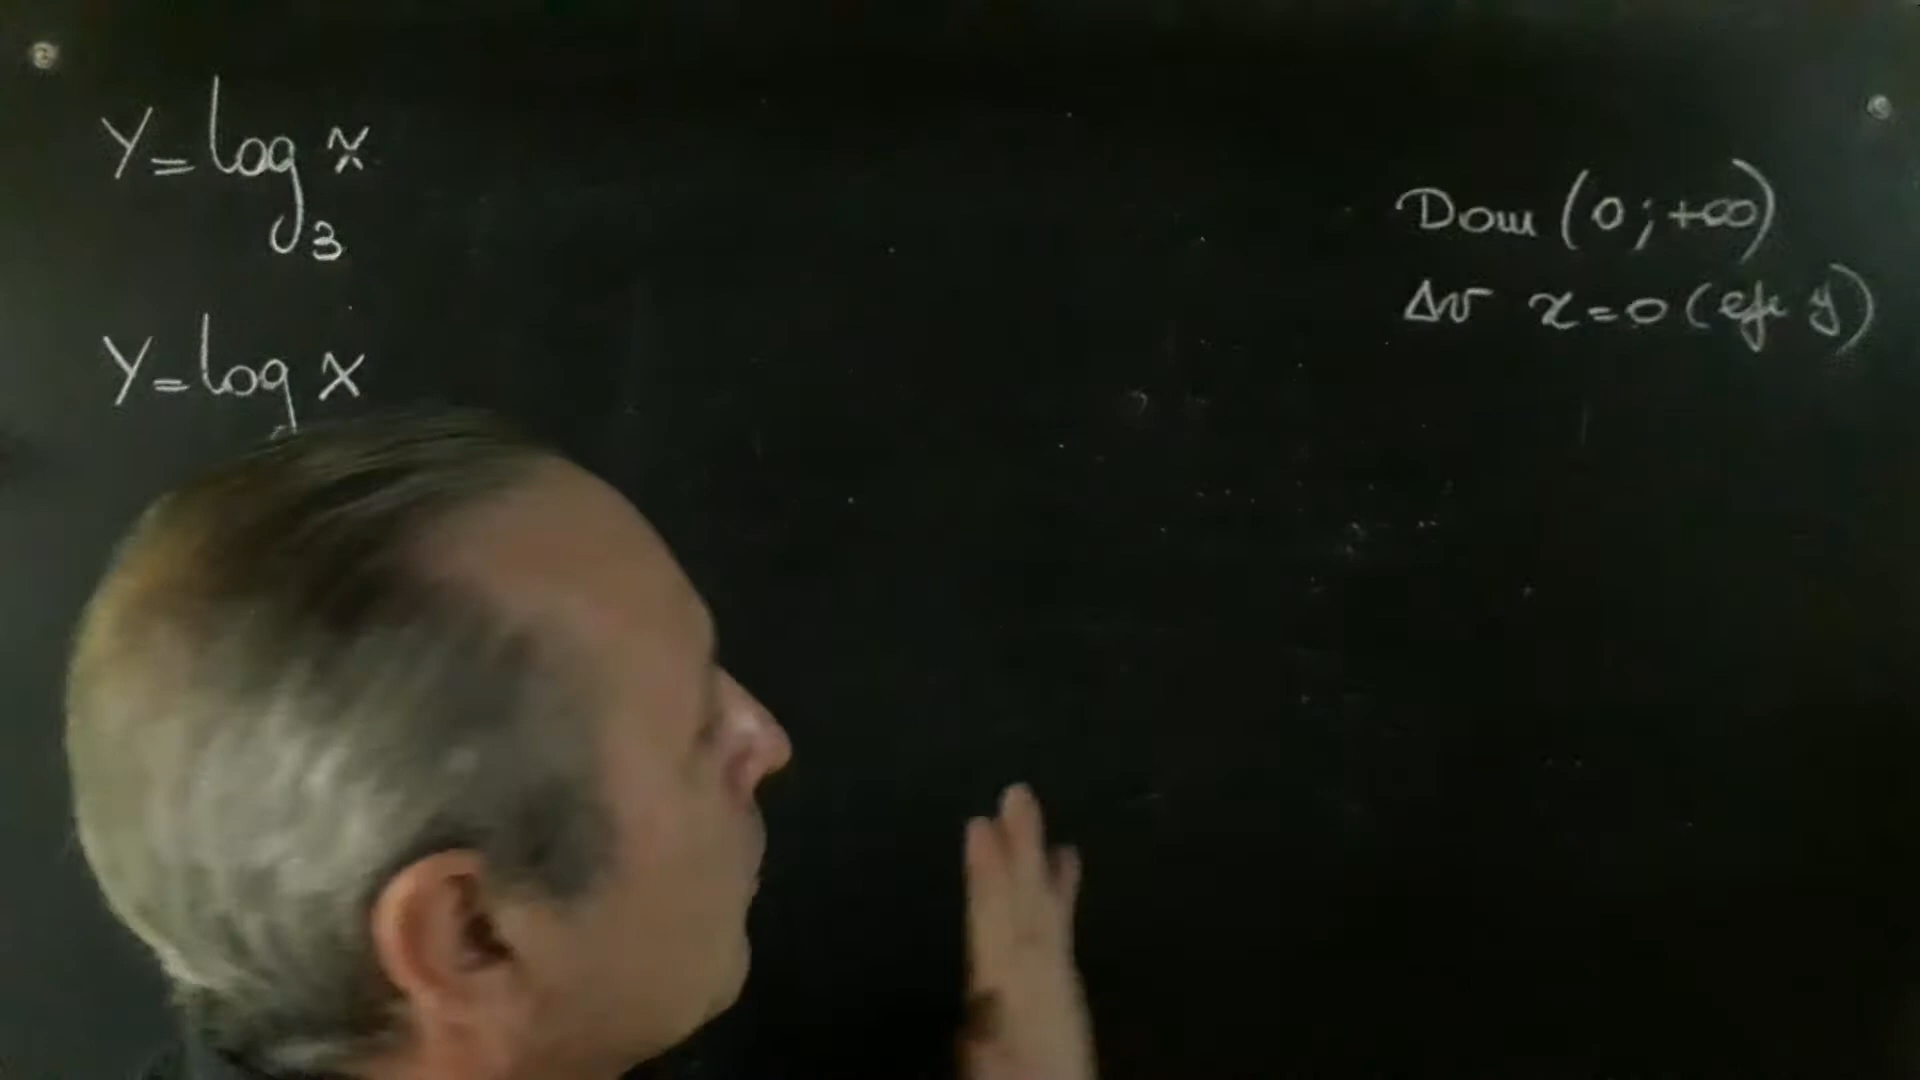 y=log₃ x
y=log x
Dom (0;+∞)
AV x=0 (eje y)